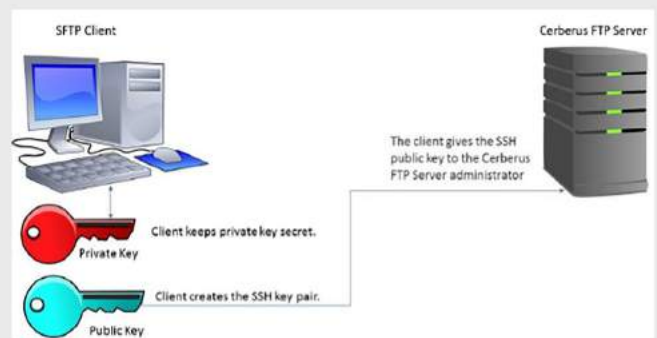 SFTP Client
Cerberus FTP Server
The client gives the SSH
public key to the Cerberus
FTP Server administrator
Client keeps private key secret.
Private Key
Client creates the SSH key pair.
Public Key